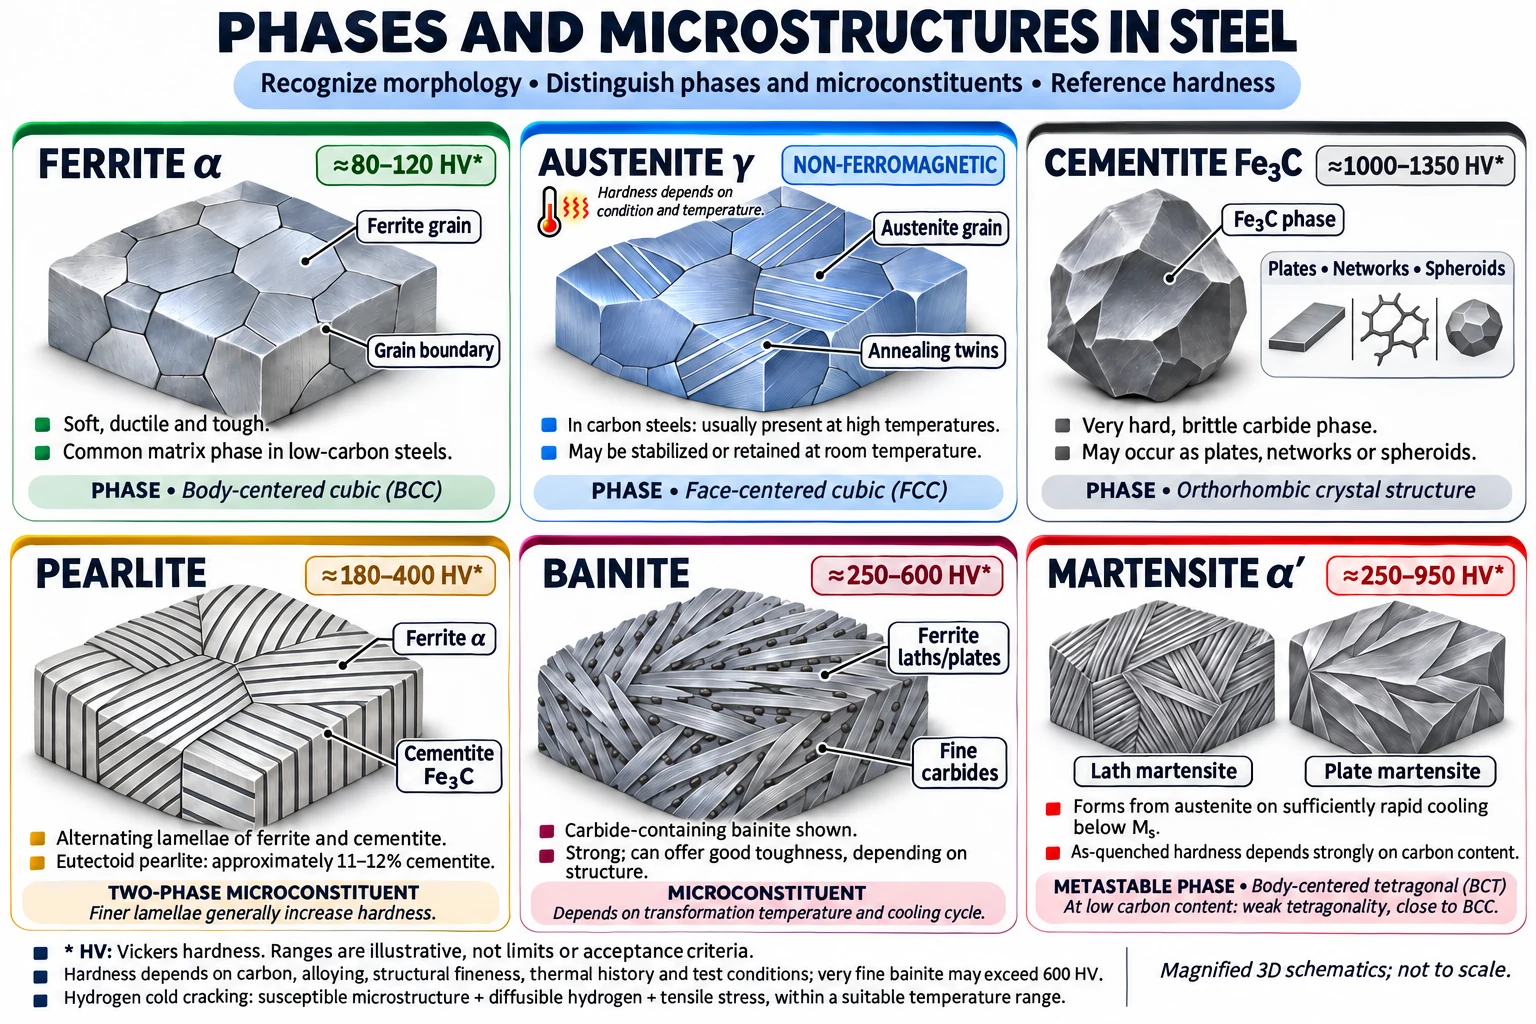 PHASES AND MICROSTRUCTURES IN STEEL
Recognize morphology • Distinguish phases and microconstituents • Reference hardness
FERRITE α
≈80–120 HV*
Ferrite grain
Grain boundary
Soft, ductile and tough.
Common matrix phase in low-carbon steels.
PHASE • Body-centered cubic (BCC)
AUSTENITE γ
NON-FERROMAGNETIC
Hardness depends on
condition and temperature.
Austenite grain
Annealing twins
In carbon steels: usually present at high temperatures.
May be stabilized or retained at room temperature.
PHASE • Face-centered cubic (FCC)
CEMENTITE Fe₃C
≈1000–1350 HV*
Fe₃C phase
Plates • Networks • Spheroids
Very hard, brittle carbide phase.
May occur as plates, networks or spheroids.
PHASE • Orthorhombic crystal structure
PEARLITE
≈180–400 HV*
Ferrite α
Cementite
Fe₃C
Alternating lamellae of ferrite and cementite.
Eutectoid pearlite: approximately 11–12% cementite.
TWO-PHASE MICROCONSTITUENT
Finer lamellae generally increase hardness.
BAINITE
≈250–600 HV*
Ferrite
laths/plates
Fine
carbides
Carbide-containing bainite shown.
Strong; can offer good toughness, depending on
structure.
MICROCONSTITUENT
Depends on transformation temperature and cooling cycle.
MARTENSITE α′
≈250–950 HV*
Lath martensite
Plate martensite
Forms from austenite on sufficiently rapid cooling
below Mₛ.
As-quenched hardness depends strongly on carbon content.
METASTABLE PHASE • Body-centered tetragonal (BCT)
At low carbon content: weak tetragonality, close to BCC.
* HV: Vickers hardness. Ranges are illustrative, not limits or acceptance criteria.
Hardness depends on carbon, alloying, structural fineness, thermal history and test conditions; very fine bainite may exceed 600 HV.
Hydrogen cold cracking: susceptible microstructure + diffusible hydrogen + tensile stress, within a suitable temperature range.
Magnified 3D schematics; not to scale.